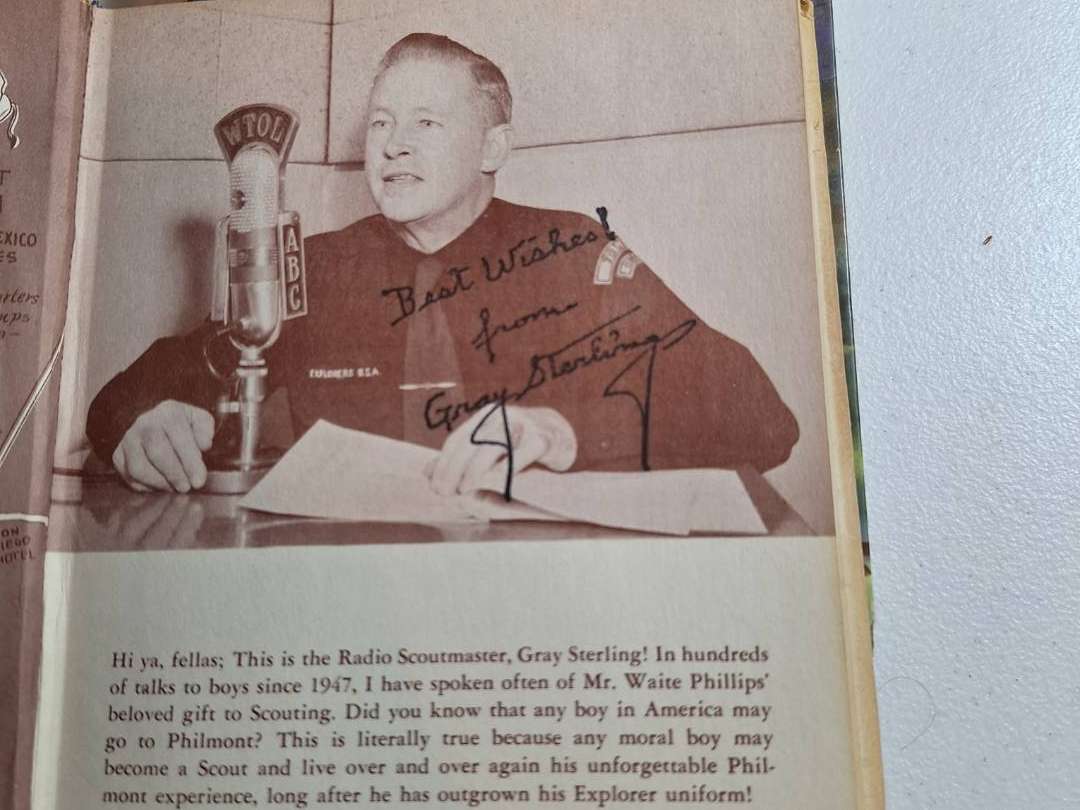 EXICO
ON
HOTEL
WTOL
ABC
EXPLORERS B.S.A.
Best Wishes!
from
Gray Sterling
Hi ya, fellas; This is the Radio Scoutmaster, Gray Sterling! In hundreds
of talks to boys since 1947, I have spoken often of Mr. Waite Phillips'
beloved gift to Scouting. Did you know that any boy in America may
go to Philmont? This is literally true because any moral boy may
become a Scout and live over and over again his unforgettable Phil-
mont experience, long after he has outgrown his Explorer uniform!